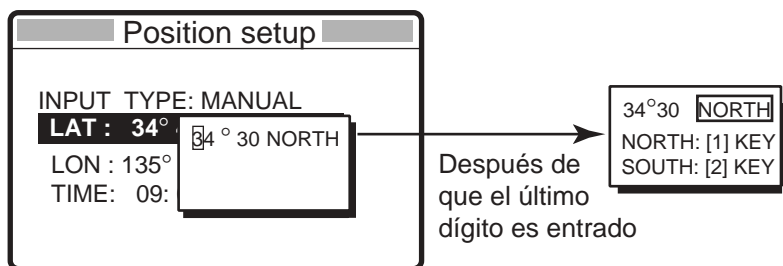 Position setup
INPUT TYPE: MANUAL
LAT : 34°
34 ° 30 NORTH
LON : 135°
TIME: 09:
Después de
que el último
dígito es entrado
34°30 NORTH
NORTH: [1] KEY
SOUTH: [2] KEY